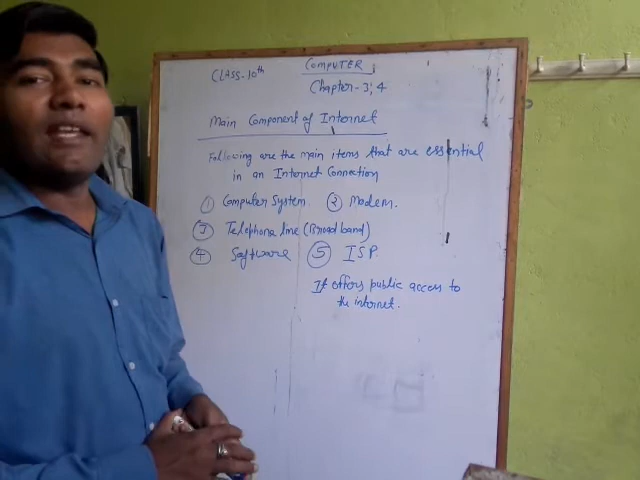 CLASS-10th
COMPUTER
Chapter-3,4
Main Component of Internet
Following are the main items that are essential
in an Internet Connection
① Computer System ② Modem.
③ Telephone line (Broadband)
④ Software ⑤ ISP.
It offers public access to
the internet.